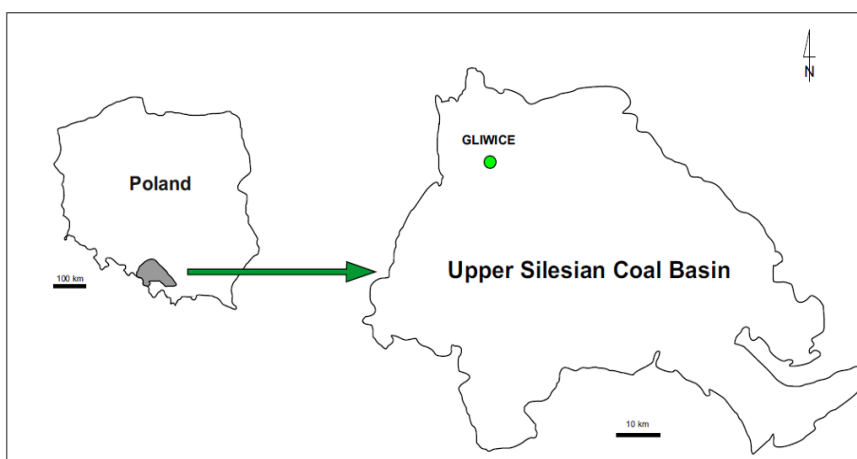 N
GLIWICE
Poland
Upper Silesian Coal Basin
100 km
10 km